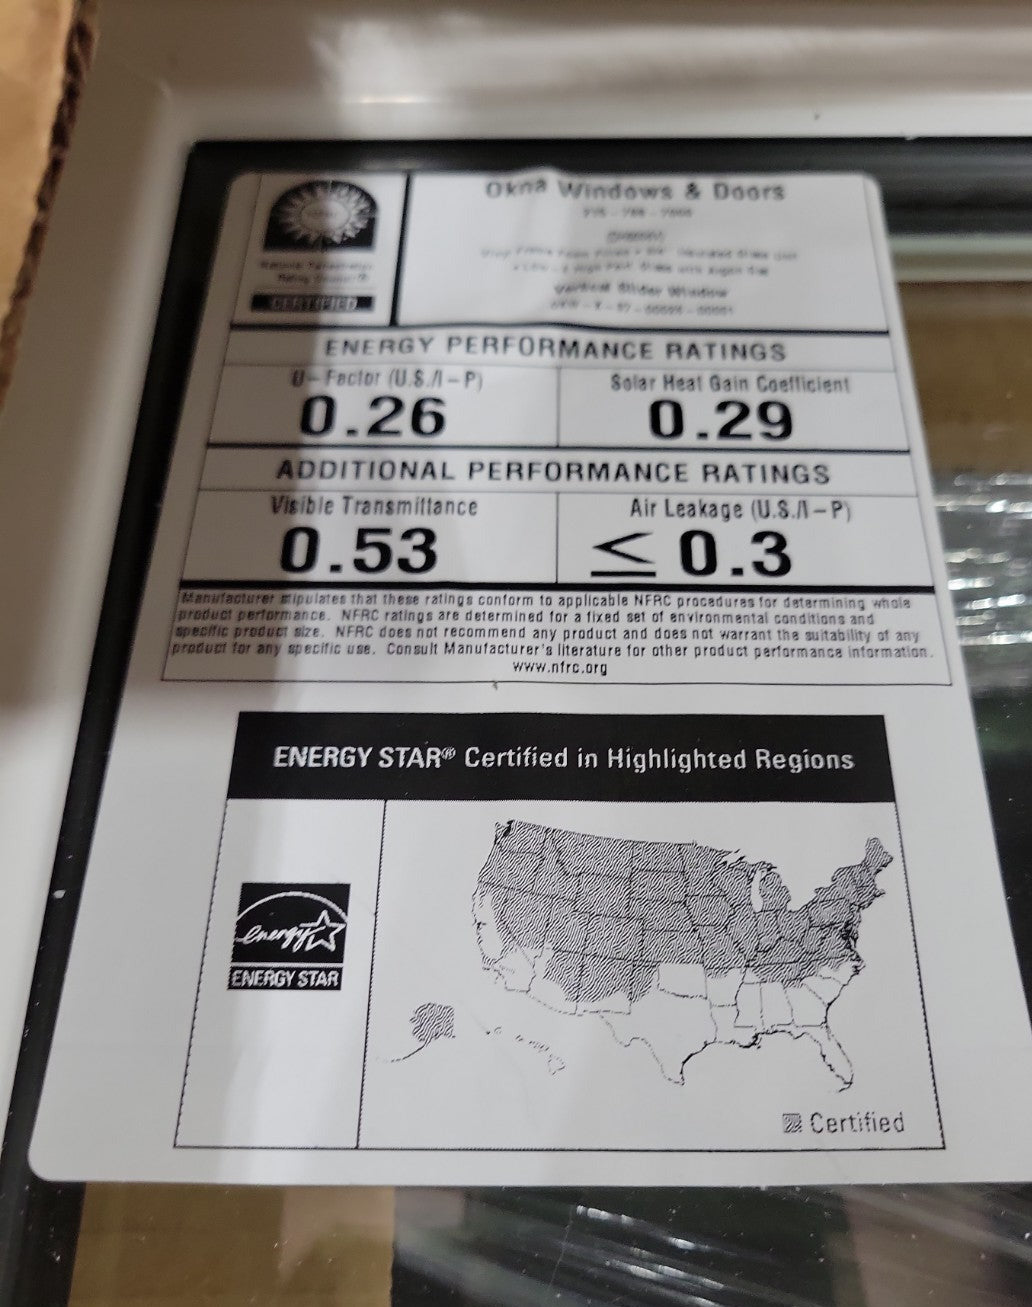 CERTIFIED
Okna Windows & Doors
Vertical Slider Window
ENERGY PERFORMANCE RATINGS
U-Factor (U.S./I-P)
Solar Heat Gain Coefficient
0.26
0.29
ADDITIONAL PERFORMANCE RATINGS
Visible Transmittance
Air Leakage (U.S./I-P)
0.53
≤ 0.3
Manufacturer stipulates that these ratings conform to applicable NFRC procedures for determining whole
product performance. NFRC ratings are determined for a fixed set of environmental conditions and
specific product size. NFRC does not recommend any product and does not warrant the suitability of any
product for any specific use. Consult Manufacturer's literature for other product performance information.
www.nfrc.org
ENERGY STAR® Certified in Highlighted Regions
energy
ENERGY STAR
Certified